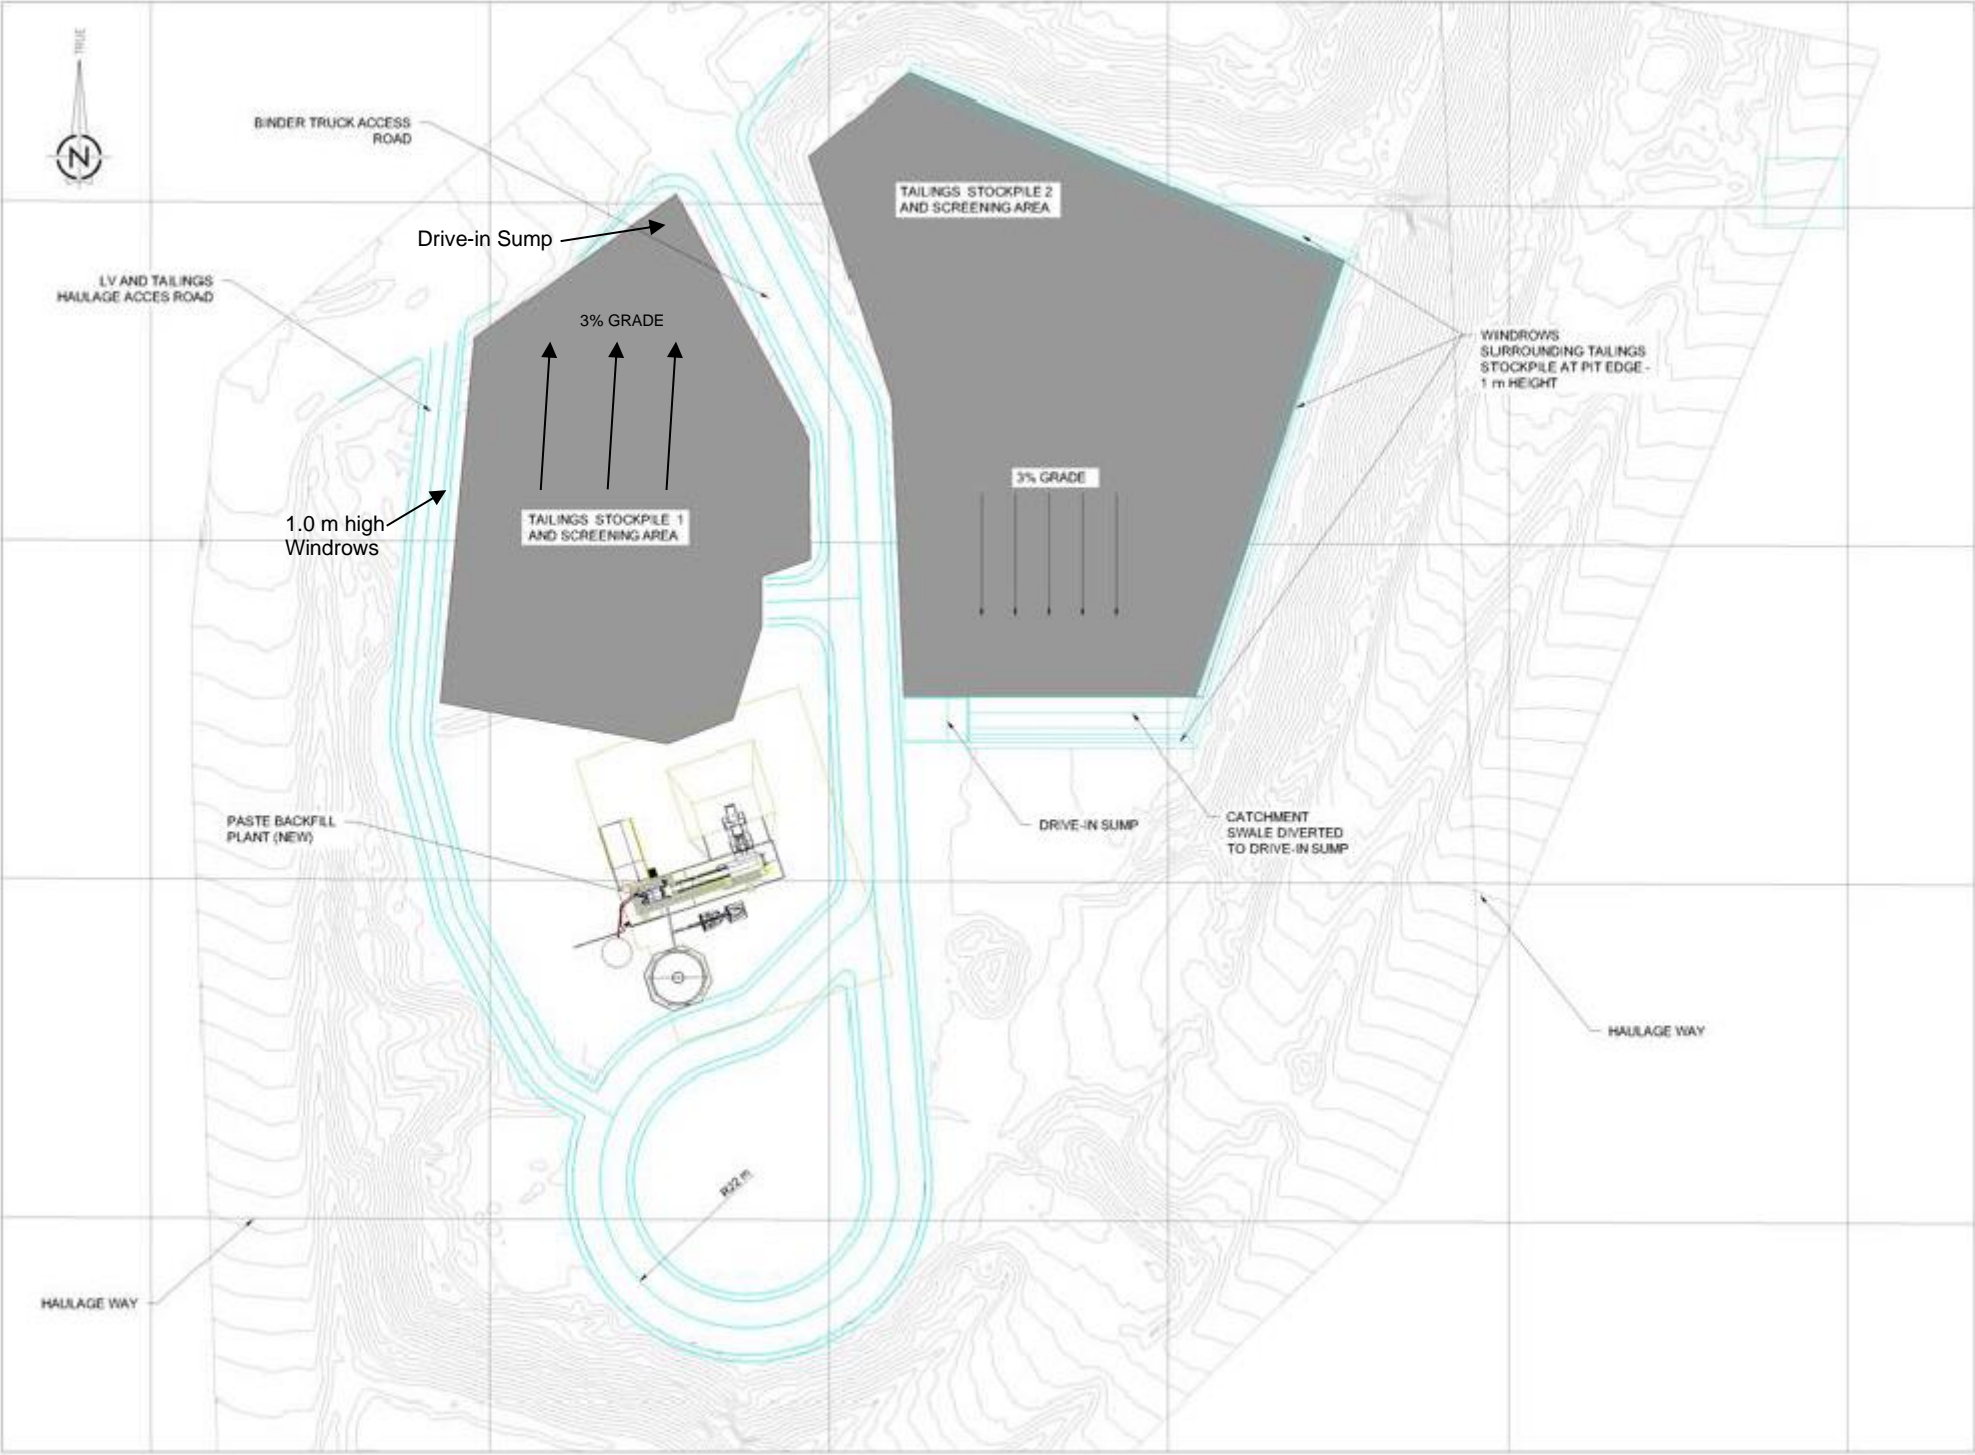 TRUE
N
BINDER TRUCK ACCESS
ROAD
TAILINGS STOCKPILE 2
AND SCREENING AREA
Drive-in Sump
LV AND TAILINGS
HAULAGE ACCES ROAD
3% GRADE
WINDROWS
SURROUNDING TAILINGS
STOCKPILE AT PIT EDGE -
1 m HEIGHT
3% GRADE
1.0 m high
Windrows
TAILINGS STOCKPILE 1
AND SCREENING AREA
PASTE BACKFILL
PLANT (NEW)
DRIVE-IN SUMP
CATCHMENT
SWALE DIVERTED
TO DRIVE-IN SUMP
HAULAGE WAY
R22 m
HAULAGE WAY